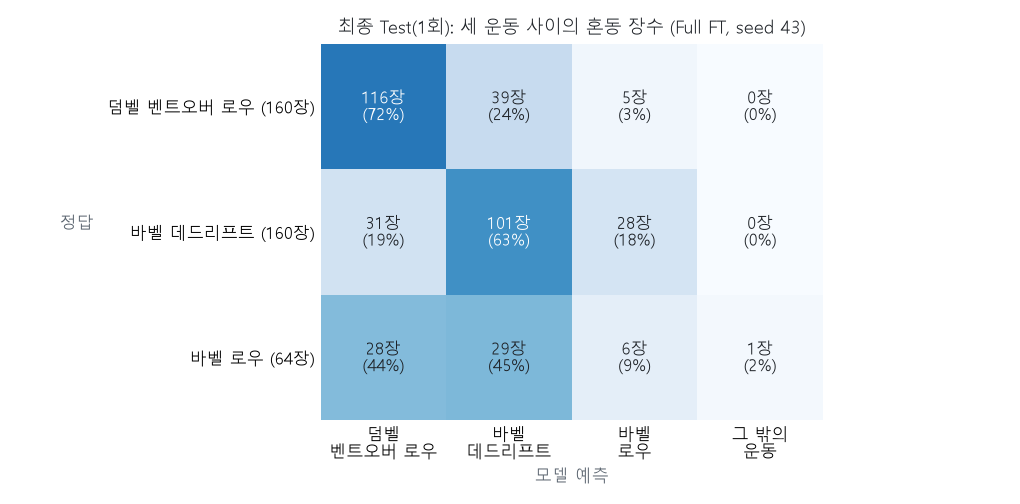 최종 Test(1회): 세 운동 사이의 혼동 장수 (Full FT, seed 43)
정답
덤벨 벤트오버 로우 (160장)
116장
(72%)
39장
(24%)
5장
(3%)
0장
(0%)
바벨 데드리프트 (160장)
31장
(19%)
101장
(63%)
28장
(18%)
0장
(0%)
바벨 로우 (64장)
28장
(44%)
29장
(45%)
6장
(9%)
1장
(2%)
덤벨
벤트오버 로우
바벨
데드리프트
바벨
로우
그 밖의
운동
모델 예측